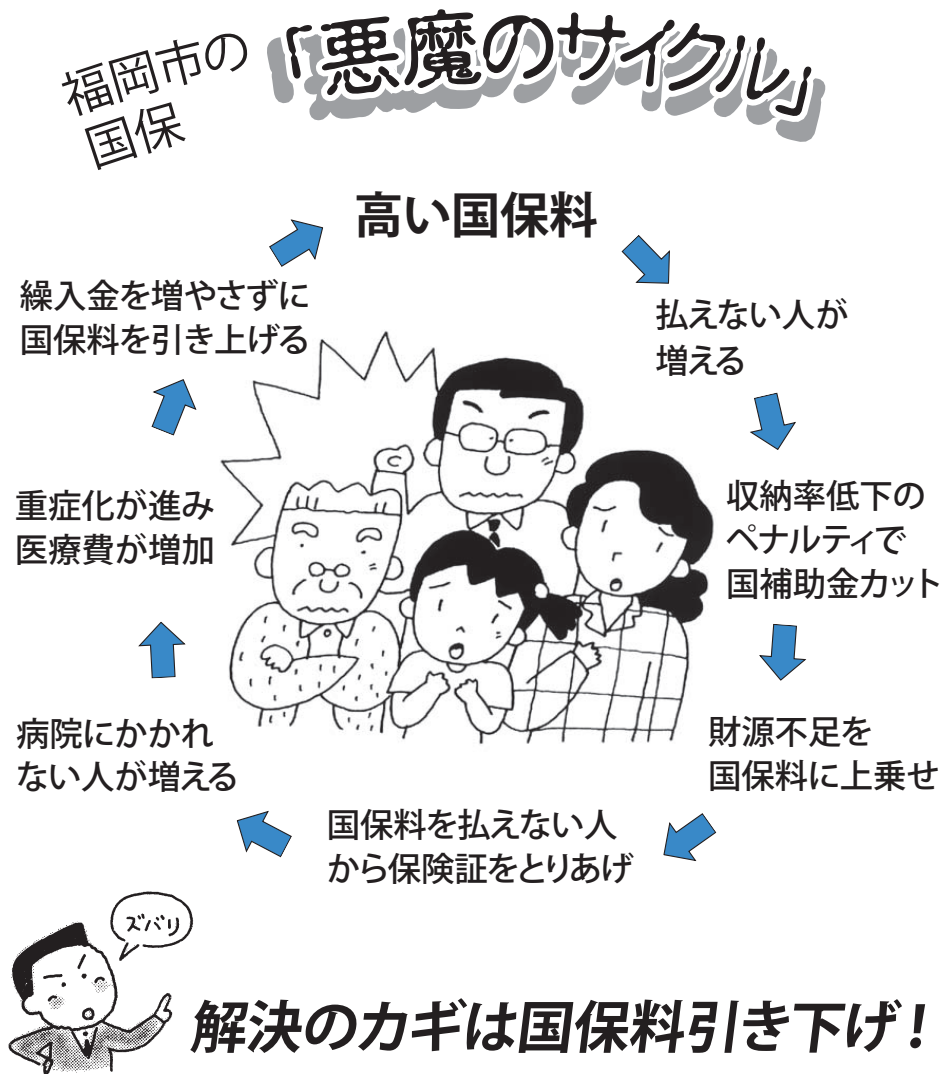 福岡市の
国保
「悪魔のサイクル」
高い国保料
払えない人が
増える
収納率低下の
ペナルティで
国補助金カット
財源不足を
国保料に上乗せ
国保料を払えない人
から保険証をとりあげ
病院にかかれ
ない人が増える
重症化が進み
医療費が増加
繰入金を増やさずに
国保料を引き上げる
ズバリ
解決のカギは国保料引き下げ！